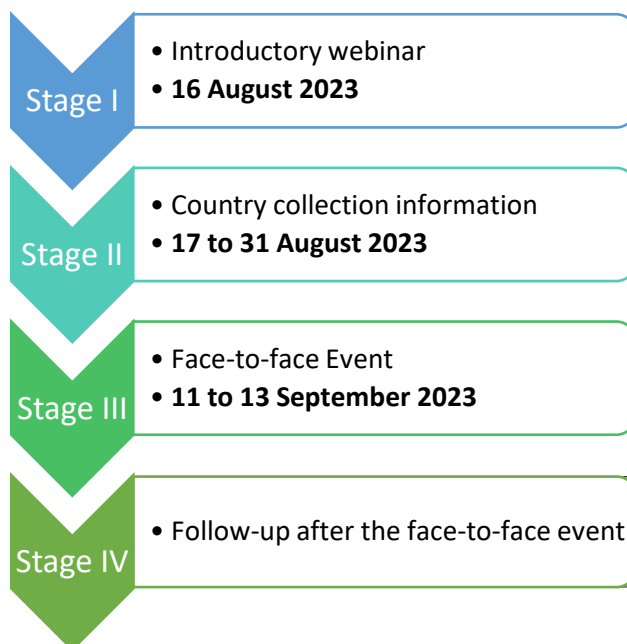 Stage I
• Introductory webinar
• 16 August 2023
Stage II
• Country collection information
• 17 to 31 August 2023
Stage III
• Face-to-face Event
• 11 to 13 September 2023
Stage IV
• Follow-up after the face-to-face event